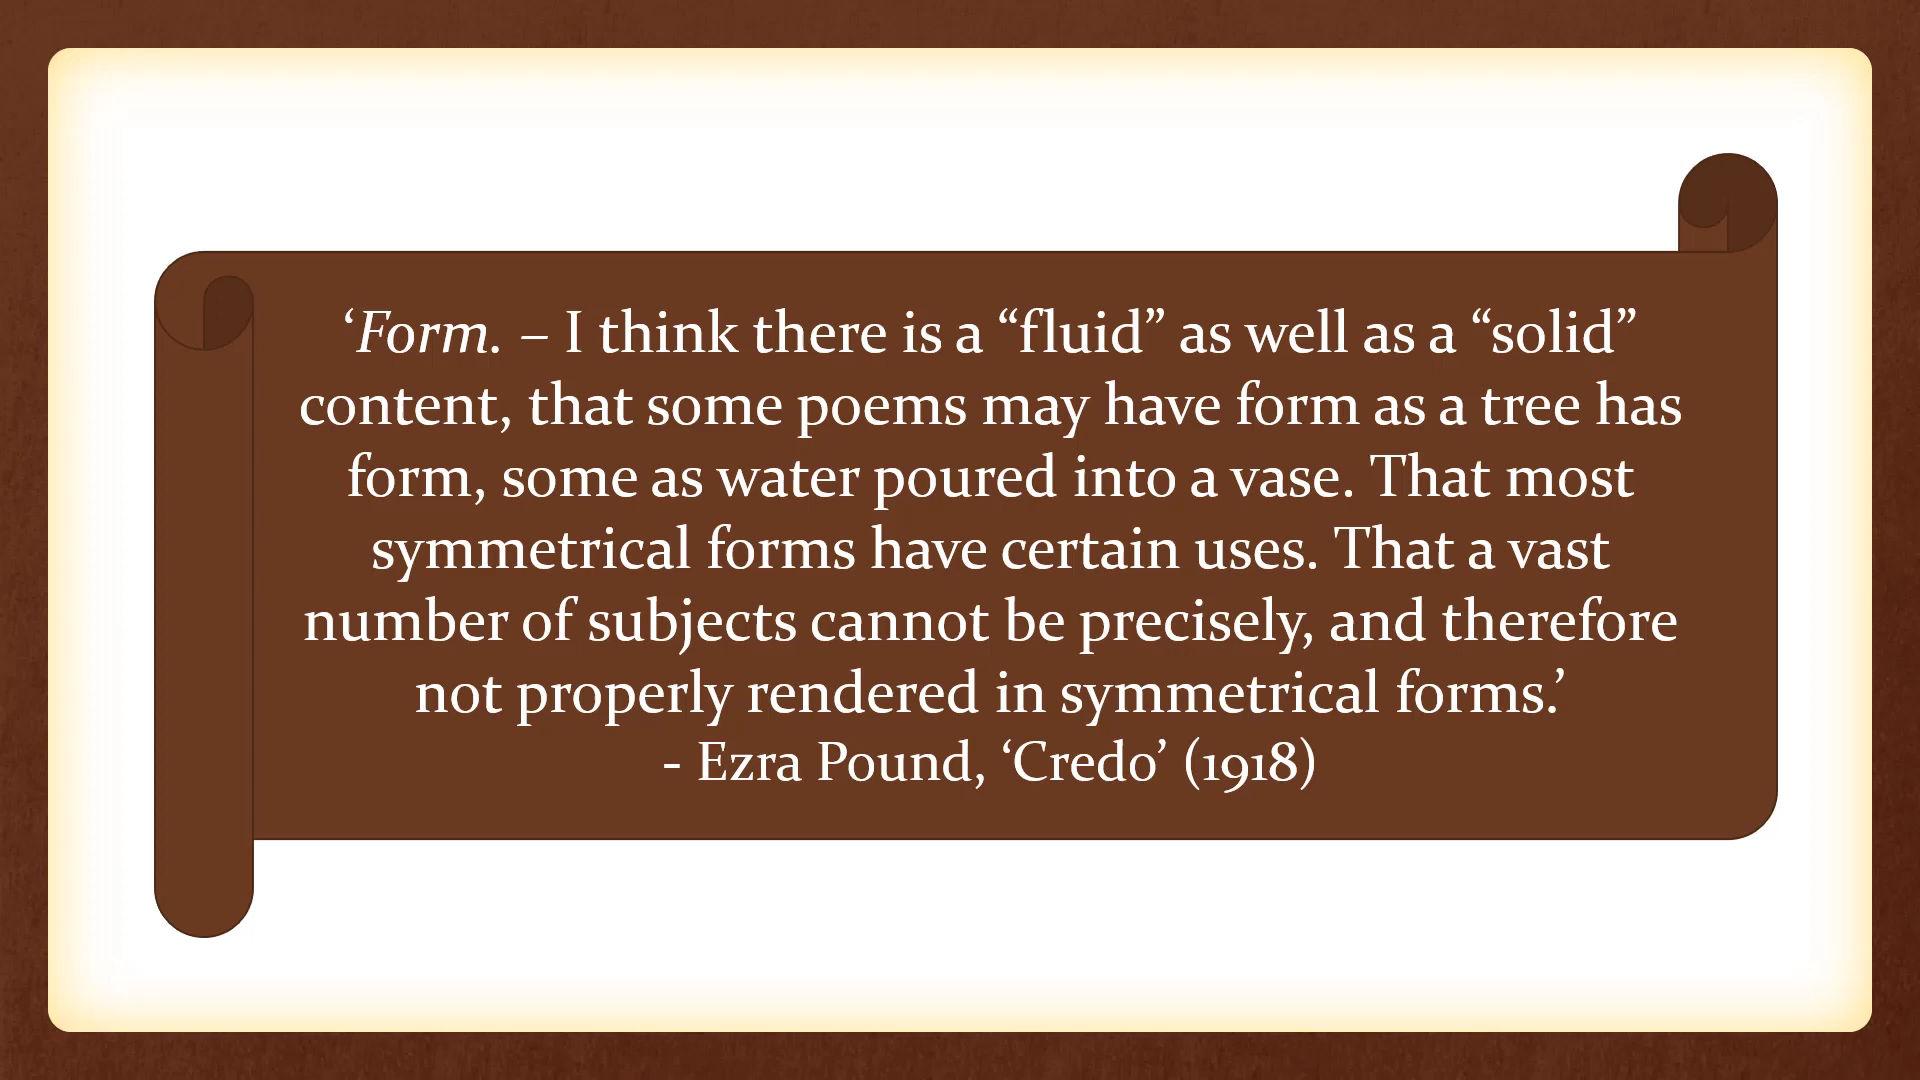 ‘Form. – I think there is a “fluid” as well as a “solid”
content, that some poems may have form as a tree has
form, some as water poured into a vase. That most
symmetrical forms have certain uses. That a vast
number of subjects cannot be precisely, and therefore
not properly rendered in symmetrical forms.’
- Ezra Pound, ‘Credo’ (1918)